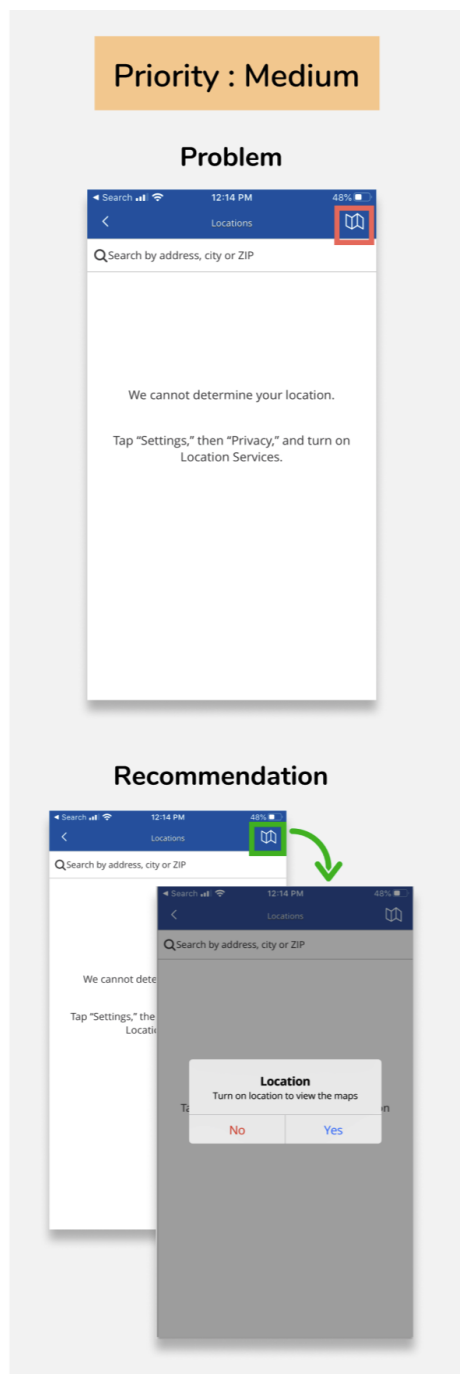 Priority : Medium
Problem
Search
12:14 PM
48%
Locations
Search by address, city or ZIP
We cannot determine your location.
Tap “Settings,” then “Privacy,” and turn on
Location Services.
Recommendation
Search
12:14 PM
48%
Locations
Search by address, city or ZIP
We cannot dete
Tap “Settings,” the
Locati
Search
12:14 PM
48%
Locations
Search by address, city or ZIP
Ta
on
Location
Turn on location to view the maps
No
Yes